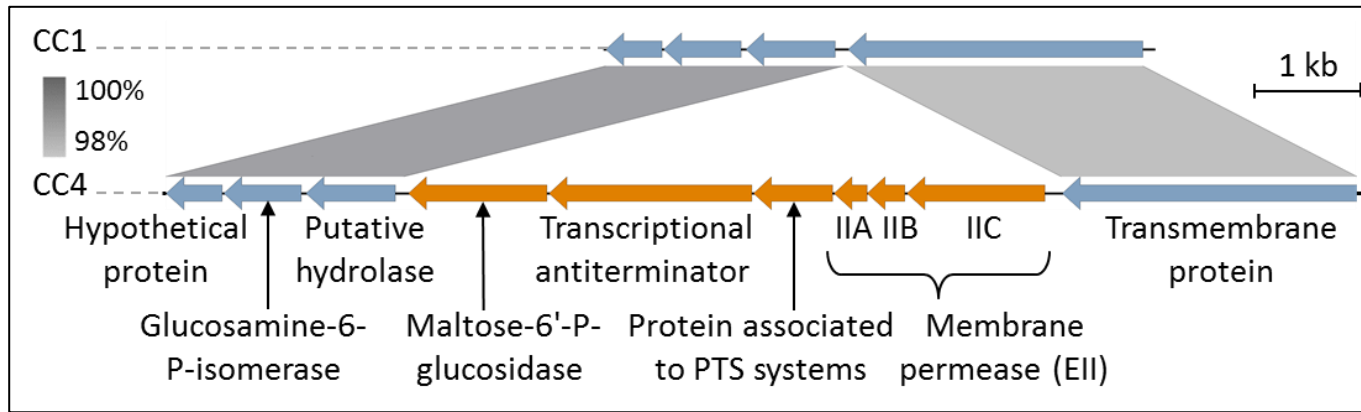 CC1
1 kb
100%
98%
CC4
Hypothetical
protein
Putative
hydrolase
Transcriptional
antiterminator
IIA IIB IIC
Transmembrane
protein
Glucosamine-6-
P-isomerase
Maltose-6'-P-
glucosidase
Protein associated
to PTS systems
Membrane
permease (EII)